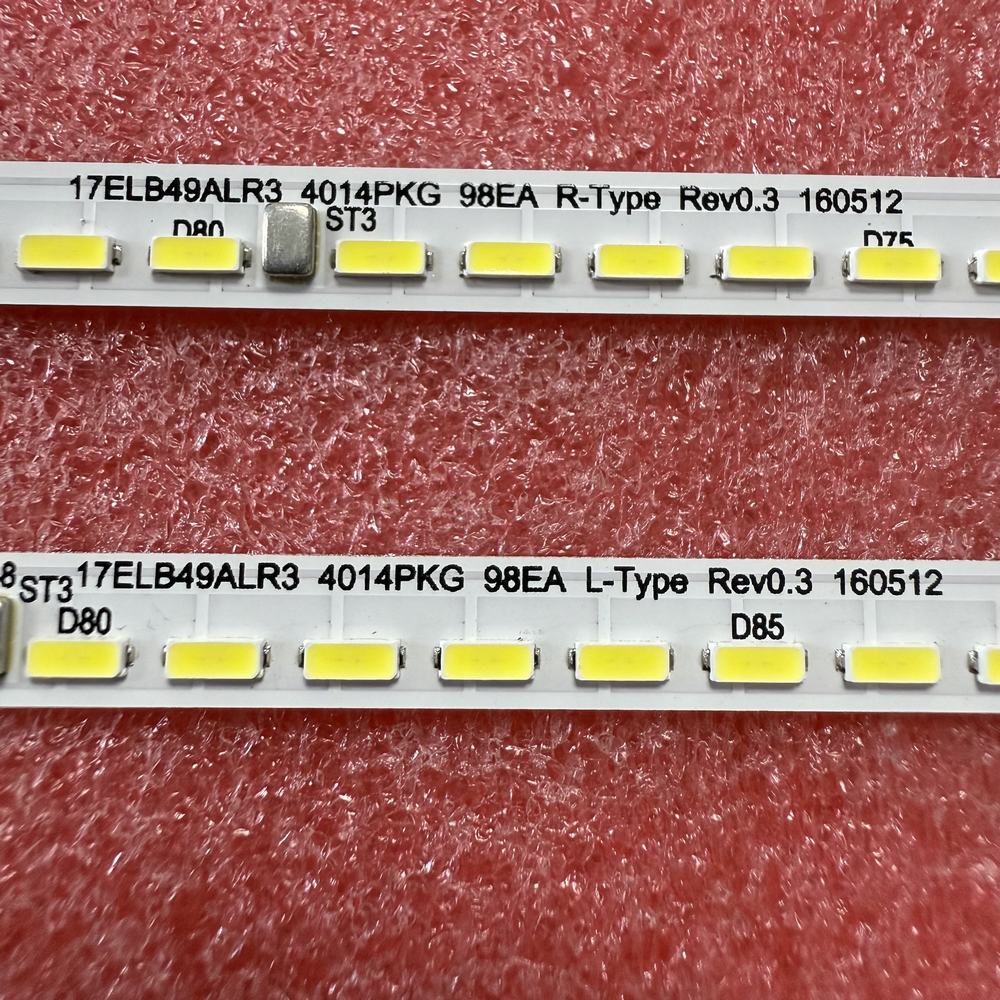 17ELB49ALR3 4014PKG 98EA R-Type Rev0.3 160512
D80 ST3 D75
8 ST3 17ELB49ALR3 4014PKG 98EA L-Type Rev0.3 160512
D80 D85